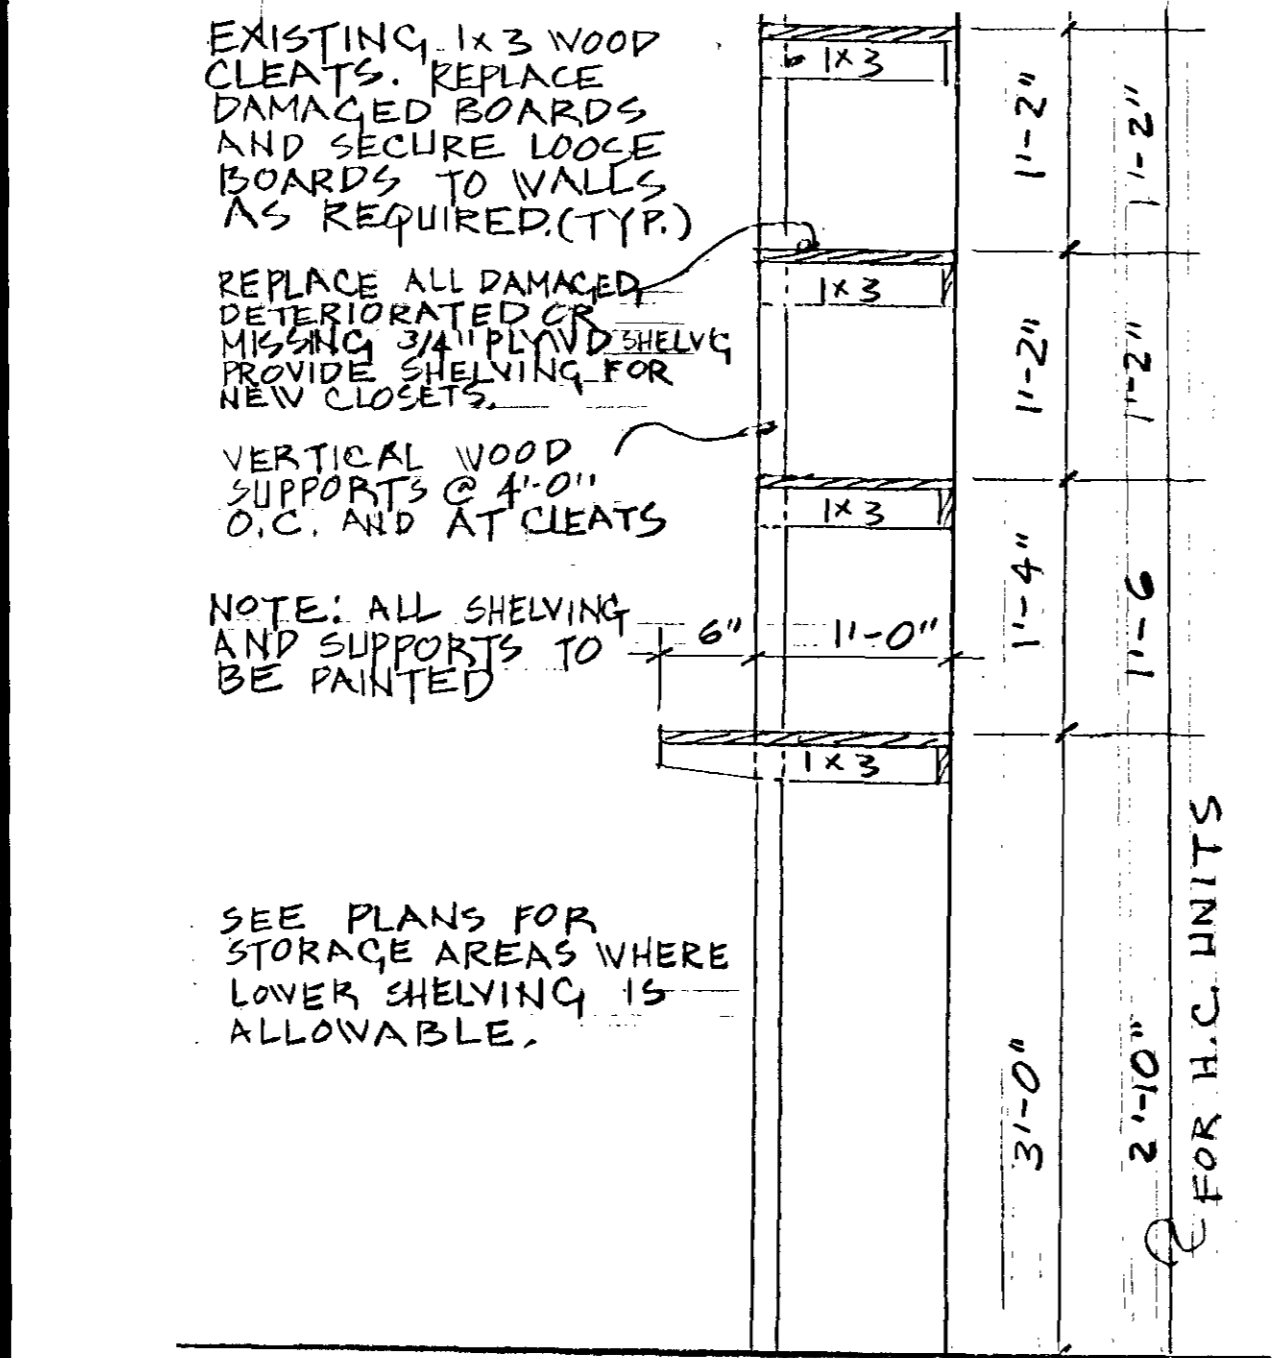 EXISTING 1x3 WOOD
CLEATS. REPLACE
DAMAGED BOARDS
AND SECURE LOOSE
BOARDS TO WALLS
AS REQUIRED.(TYP.)
REPLACE ALL DAMAGED,
DETERIORATED OR
MISSING 3/4" PLYWD SHELVG
PROVIDE SHELVING FOR
NEW CLOSETS.
VERTICAL WOOD
SUPPORTS @ 4'-0"
O.C. AND AT CLEATS
NOTE: ALL SHELVING
AND SUPPORTS TO
BE PAINTED
SEE PLANS FOR
STORAGE AREAS WHERE
LOWER SHELVING IS
ALLOWABLE.
1x3
1x3
1x3
6"
1'-0"
1x3
1'-2"
1'-2"
1'-4"
3'-0"
1'-2"
1'-2"
1'-6
2'-10"
FOR H.C. UNITS